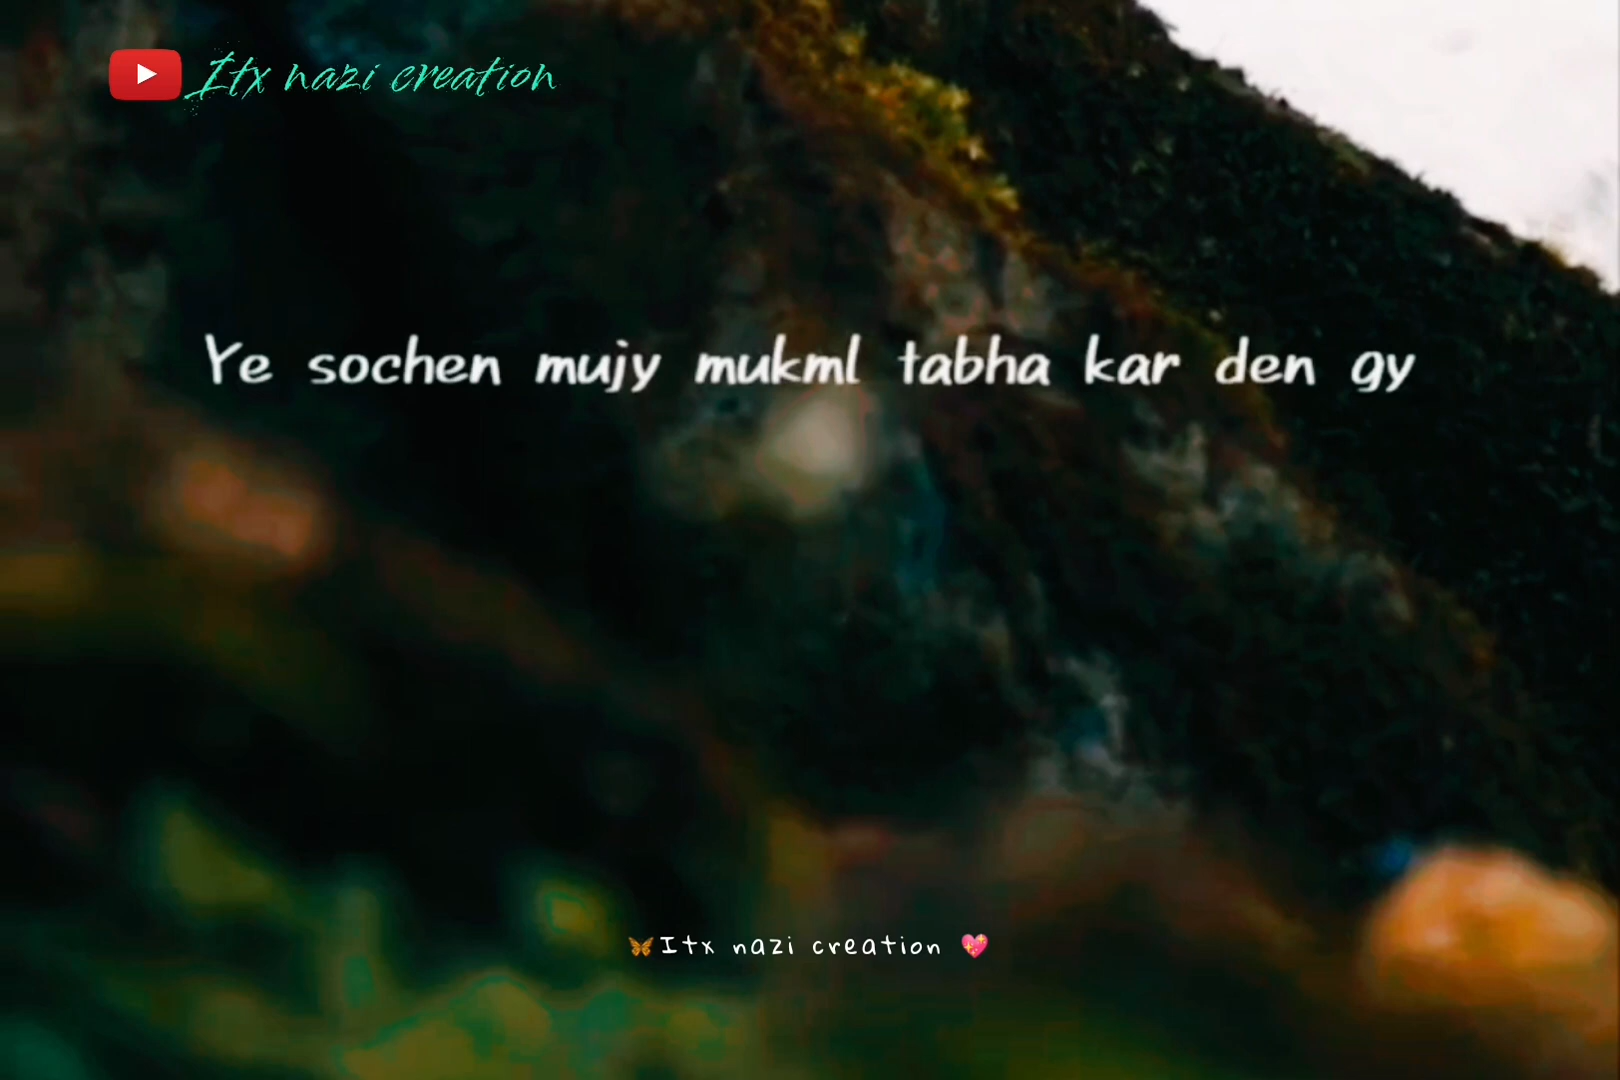 Itx nazi creation
Ye sochen mujy mukml tabha kar den gy
🦋Itx nazi creation 💖